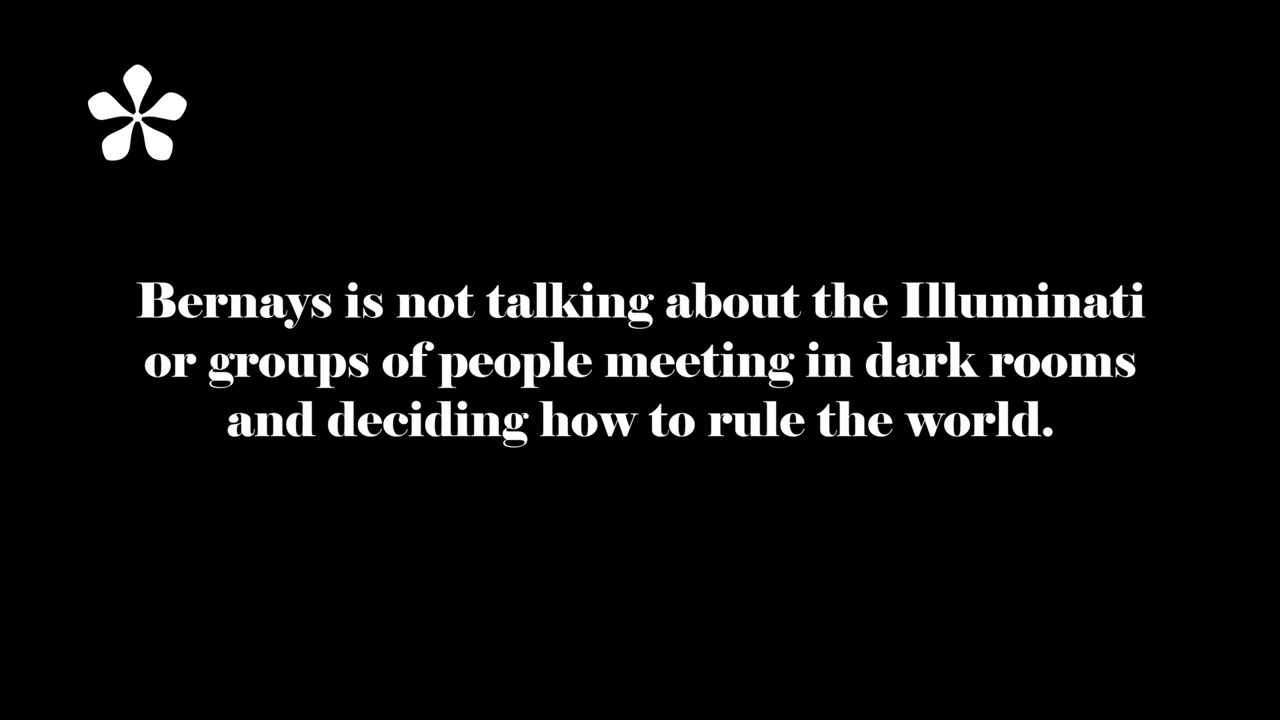 Bernays is not talking about the Illuminati
or groups of people meeting in dark rooms
and deciding how to rule the world.